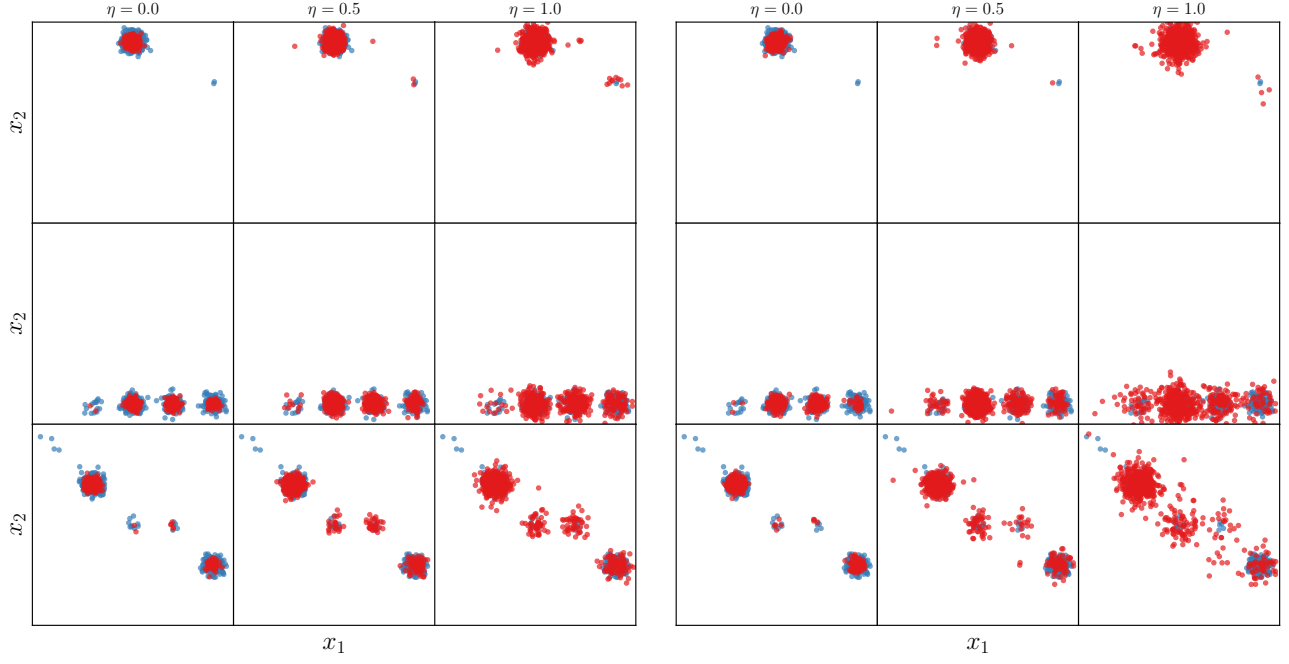 η = 0.0 η = 0.5 η = 1.0 η = 0.0 η = 0.5 η = 1.0
x₂
x₂
x₂
x₁ x₁